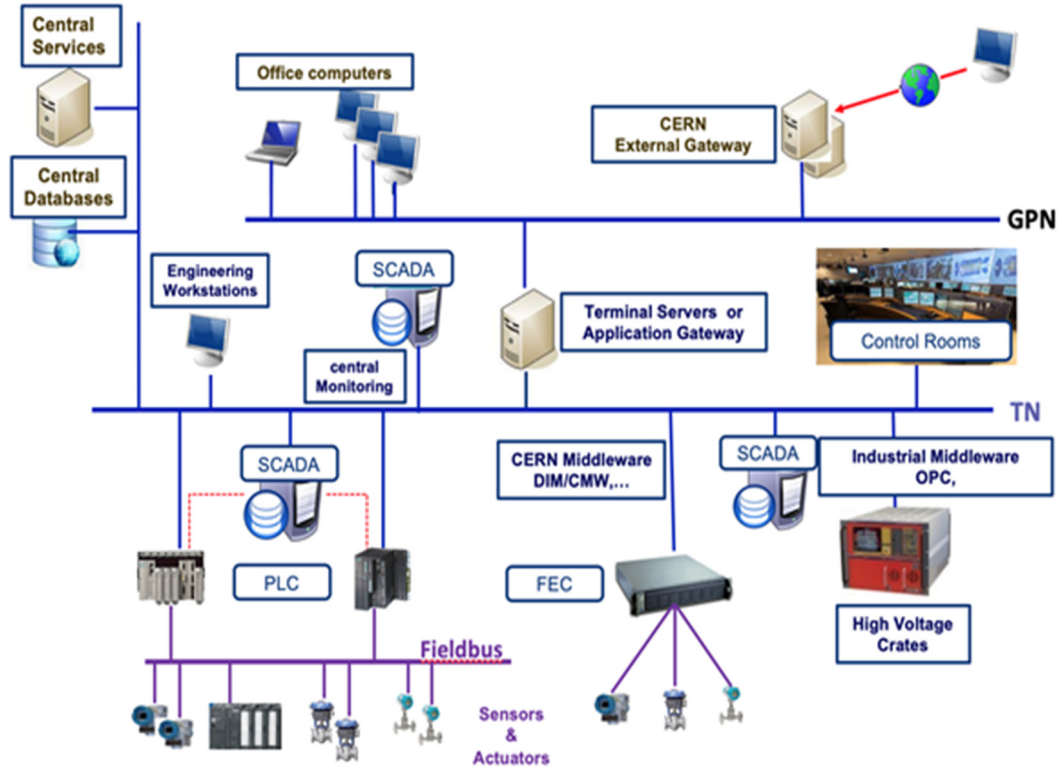 Central
Services
Office computers
CERN
External Gateway
Central
Databases
GPN
Engineering
Workstations
SCADA
Terminal Servers or
Application Gateway
Control Rooms
central
Monitoring
TN
SCADA
CERN Middleware
DIM/CMW,...
SCADA
Industrial Middleware
OPC,
PLC
FEC
High Voltage
Crates
Fieldbus
Sensors
&
Actuators